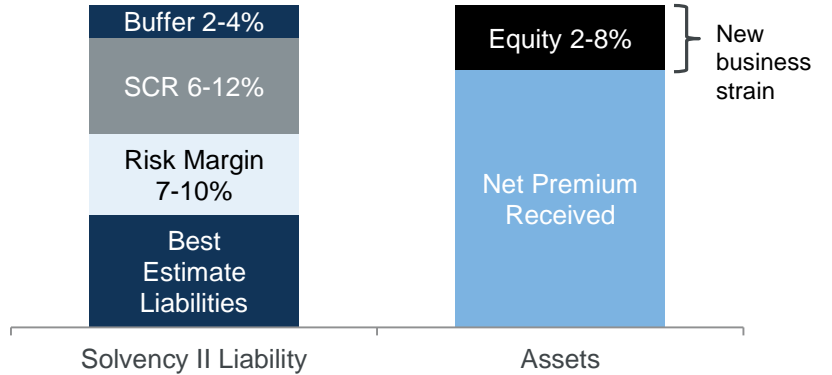 Buffer 2-4%
SCR 6-12%
Risk Margin
7-10%
Best
Estimate
Liabilities
Solvency II Liability
Equity 2-8%
Net Premium
Received
Assets
New
business
strain